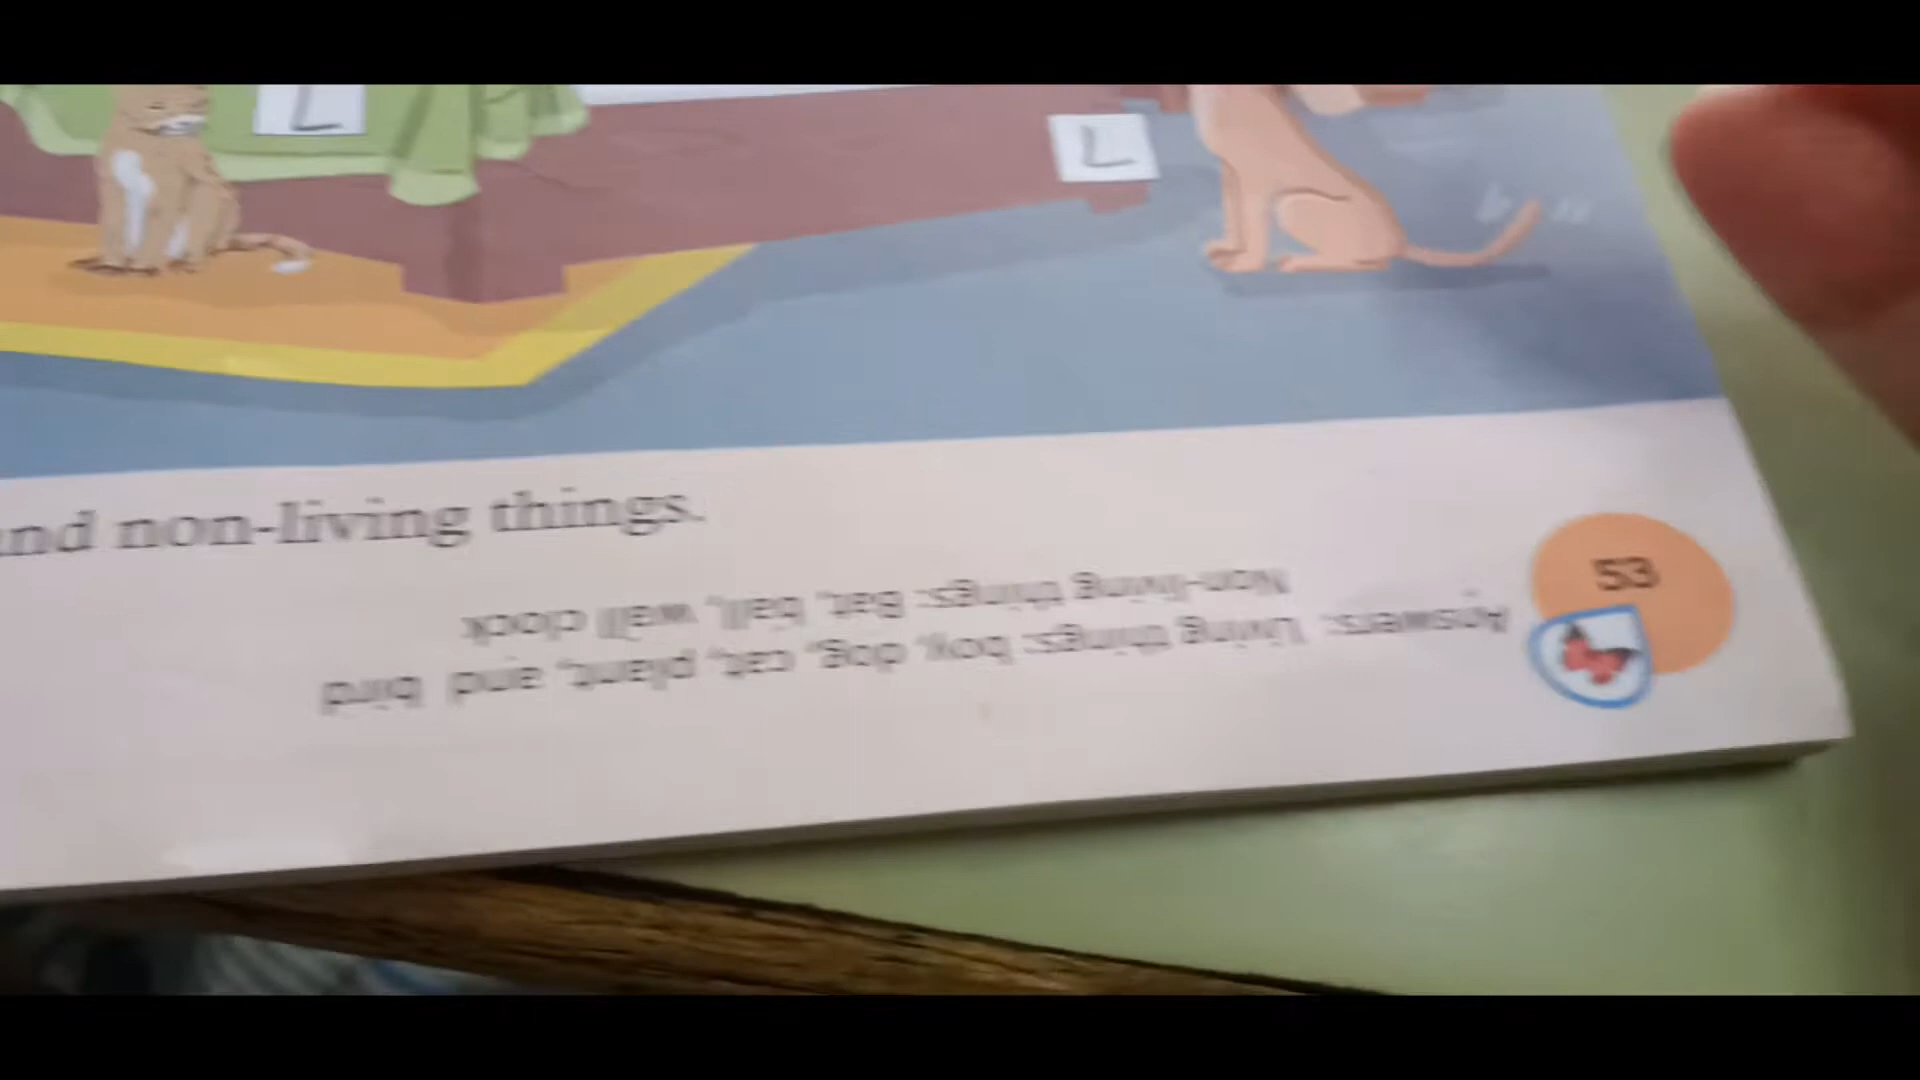 L
L
and non-living things.
Answers: Living things: boy, dog, cat, plant, and bird
Non-living things: Bat, ball, wall clock
53